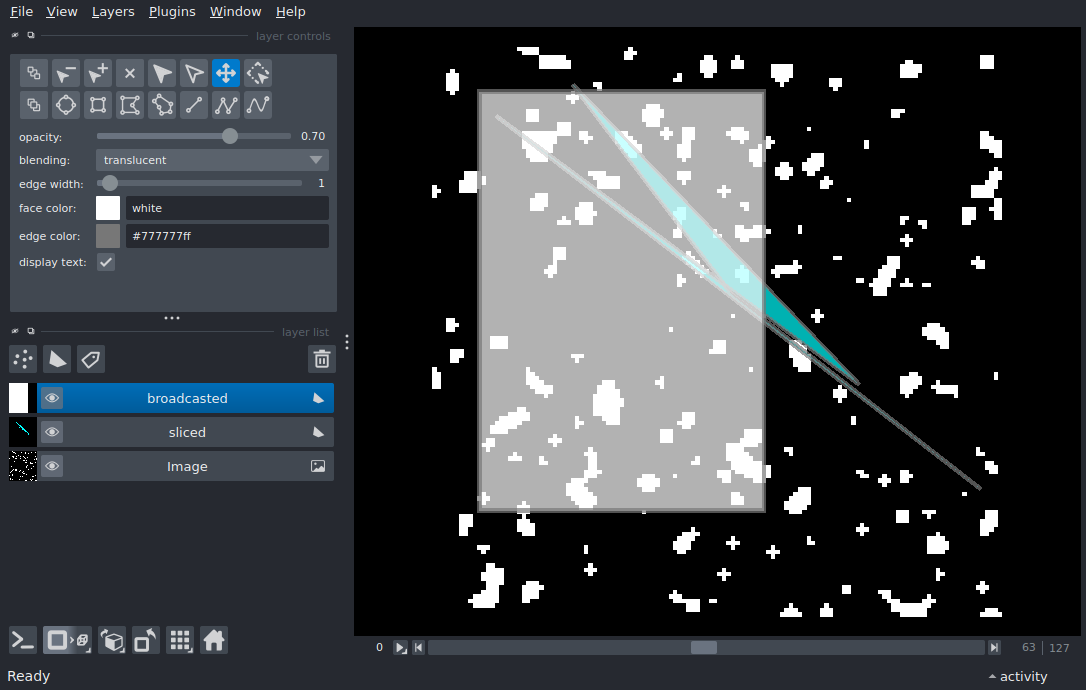 File View Layers Plugins Window Help
layer controls
opacity: 0.70
blending: translucent
edge width: 1
face color: white
edge color: #777777ff
display text:
layer list
broadcasted
sliced
Image
0 63 127
Ready activity